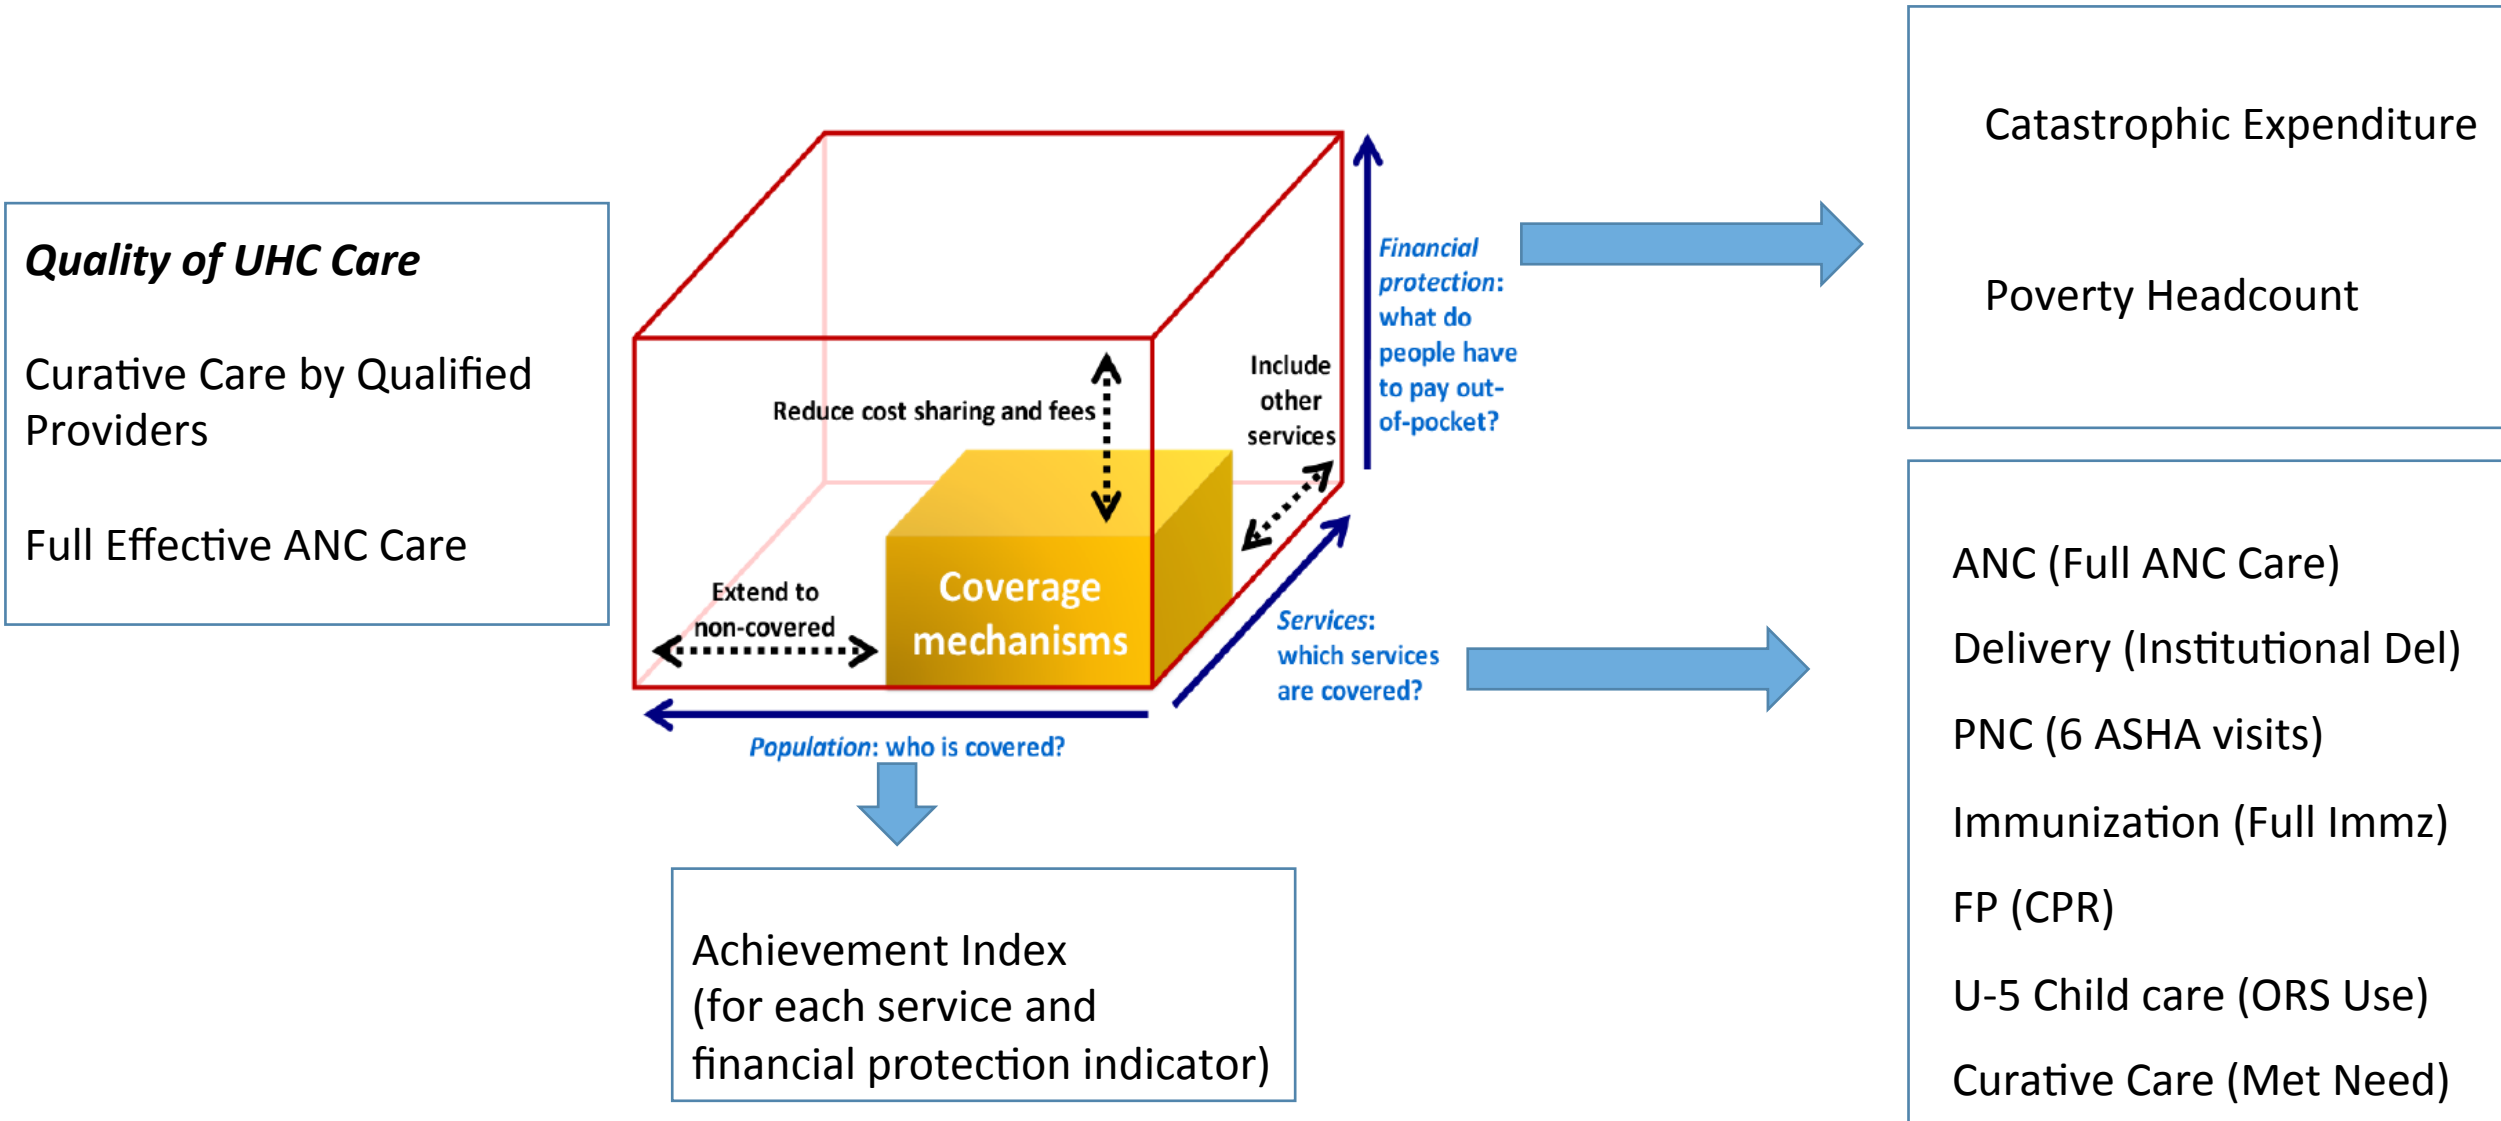 Quality of UHC Care
Curative Care by Qualified
Providers
Full Effective ANC Care
Reduce cost sharing and fees
Include
other
services
Extend to
non-covered
Coverage
mechanisms
Financial
protection:
what do
people have
to pay out-
of-pocket?
Services:
which services
are covered?
Population: who is covered?
Achievement Index
(for each service and
financial protection indicator)
Catastrophic Expenditure
Poverty Headcount
ANC (Full ANC Care)
Delivery (Institutional Del)
PNC (6 ASHA visits)
Immunization (Full Immz)
FP (CPR)
U-5 Child care (ORS Use)
Curative Care (Met Need)